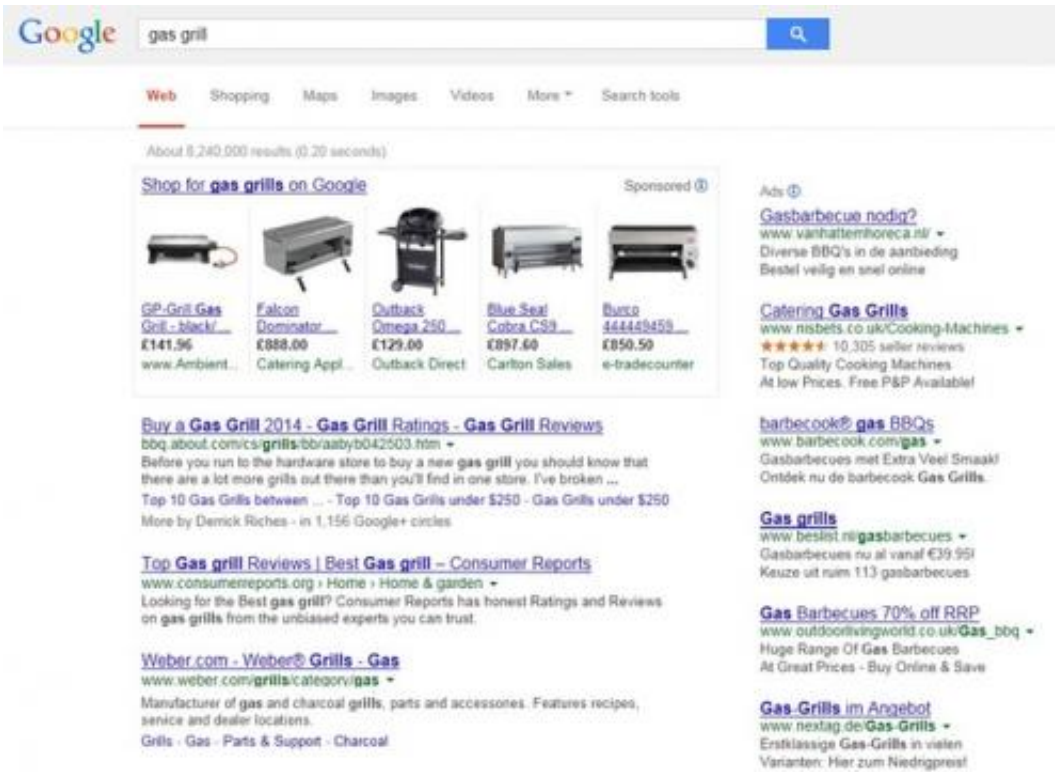 Google
gas grill
Web Shopping Maps Images Videos More Search tools
About 8,240,000 results (0.20 seconds)
Shop for gas grills on Google
Sponsored
GP-Grill Gas
Grill - black/ ...
£141.96
www.Ambient...
Falcon
Dominator ...
£888.00
Catering Appl...
Outback
Omega 250 ...
£129.00
Outback Direct
Blue Seal
Cobra CS9 ...
£897.60
Carlton Sales
Burco
444449459 ...
£850.50
e-tradecounter
Buy a Gas Grill 2014 - Gas Grill Ratings - Gas Grill Reviews
bbq.about.com/cs/grills/bb/aabyb042503.htm
Before you run to the hardware store to buy a new gas grill you should know that
there are a lot more grills out there than you'll find in one store. I've broken ...
Top 10 Gas Grills between ... - Top 10 Gas Grills under $250 - Gas Grills under $250
More by Derrick Riches - in 1,156 Google+ circles
Top Gas grill Reviews | Best Gas grill – Consumer Reports
www.consumerreports.org › Home › Home & garden
Looking for the Best gas grill? Consumer Reports has honest Ratings and Reviews
on gas grills from the unbiased experts you can trust.
Weber.com - Weber® Grills - Gas
www.weber.com/grills/category/gas
Manufacturer of gas and charcoal grills, parts and accessories. Features recipes,
service and dealer locations.
Grills - Gas - Parts & Support - Charcoal
Ads
Gasbarbecue nodig?
www.vanhattemhoreca.nl/
Diverse BBQ's in de aanbieding
Bestel veilig en snel online
Catering Gas Grills
www.nisbets.co.uk/Cooking-Machines
10,305 seller reviews
Top Quality Cooking Machines
At low Prices. Free P&P Available!
barbecook® gas BBQs
www.barbecook.com/gas
Gasbarbecues met Extra Veel Smaak!
Ontdek nu de barbecook Gas Grills.
Gas grills
www.beslist.nl/gasbarbecues
Gasbarbecues nu al vanaf €39.95!
Keuze uit ruim 113 gasbarbecues
Gas Barbecues 70% off RRP
www.outdoorlivingworld.co.uk/Gas_bbq
Huge Range Of Gas Barbecues
At Great Prices - Buy Online & Save
Gas-Grills im Angebot
www.nextag.de/Gas-Grills
Erstklassige Gas-Grills in vielen
Varianten: Hier zum Niedrigpreis!